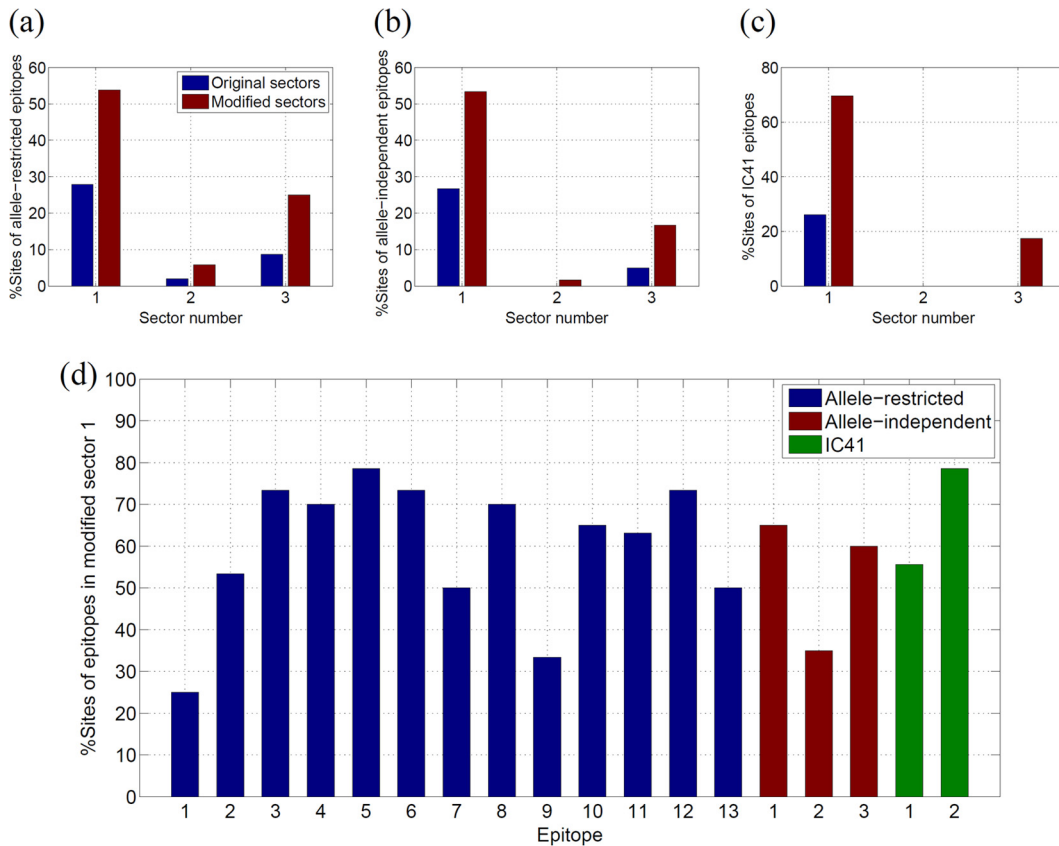 (a)
%Sites of allele-restricted epitopes
60
50
40
30
20
10
0
1 2 3
Sector number
Original sectors
Modified sectors
(b)
%Sites of allele-independent epitopes
60
50
40
30
20
10
0
1 2 3
Sector number
(c)
%Sites of IC41 epitopes
80
60
40
20
0
1 2 3
Sector number
(d)
%Sites of epitopes in modified sector 1
100
90
80
70
60
50
40
30
20
10
0
1 2 3 4 5 6 7 8 9 10 11 12 13 1 2 3 1 2
Epitope
Allele-restricted
Allele-independent
IC41